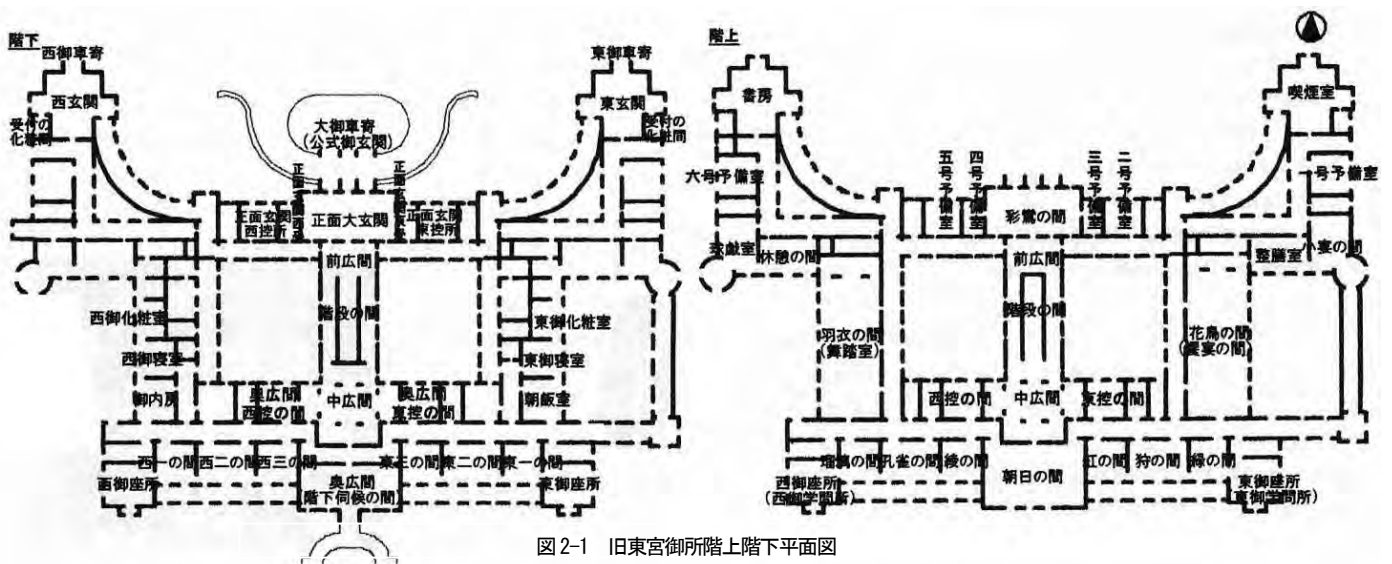 階下
西御車寄
東御車寄
西玄関
東玄関
受付の
化粧間
受付の
化粧間
大御車寄
(公式御玄関)
正面玄関
西控所
正面大玄関
正面玄関
東控所
前広間
階段の間
西御化粧室
東御化粧室
西御寝室
東御寝室
御内房
朝飯室
奥広間
西控の間
中広間
奥広間
東控の間
西一の間
西二の間
西三の間
東三の間
東二の間
東一の間
西御座所
奥広間
(階下伺候の間)
東御座所
階上
書房
喫煙室
六号予備室
五号予備室
四号予備室
三号予備室
二号予備室
一号予備室
彩鸞の間
休憩の間
前広間
整膳室
小宴の間
階段の間
羽衣の間
(舞踏室)
花鳥の間
(饗宴の間)
西控の間
中広間
東控の間
孔雀の間
綾の間
朝日の間
紅の間
狩の間
緑の間
西御座所
(西御学問所)
東御座所
(東御学問所)
図2-1 旧東宮御所階上階下平面図